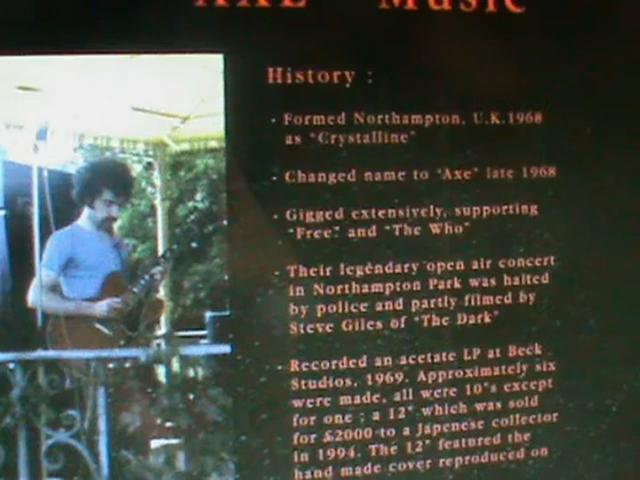 AXE Music
History :
- Formed Northampton, U.K.1968
as "Crystalline"
- Changed name to "Axe" late 1968
- Gigged extensively, supporting
"Free" and "The Who"
- Their legendary open air concert
in Northampton Park was halted
by police and partly filmed by
Steve Giles of "The Dark"
- Recorded an acetate LP at Beck
Studios, 1969. Approximately six
were made, all were 10"s except
for one ; a 12" which was sold
for £2000 to a Japenese collector
in 1994. The 12" featured the
hand made cover reproduced on